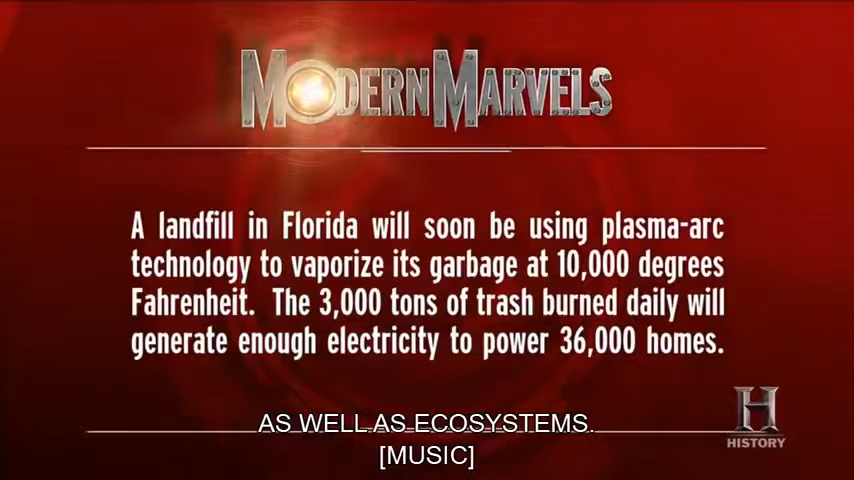 MODERN MARVELS
A landfill in Florida will soon be using plasma-arc
technology to vaporize its garbage at 10,000 degrees
Fahrenheit. The 3,000 tons of trash burned daily will
generate enough electricity to power 36,000 homes.
H
HISTORY
AS WELL AS ECOSYSTEMS.
[MUSIC]